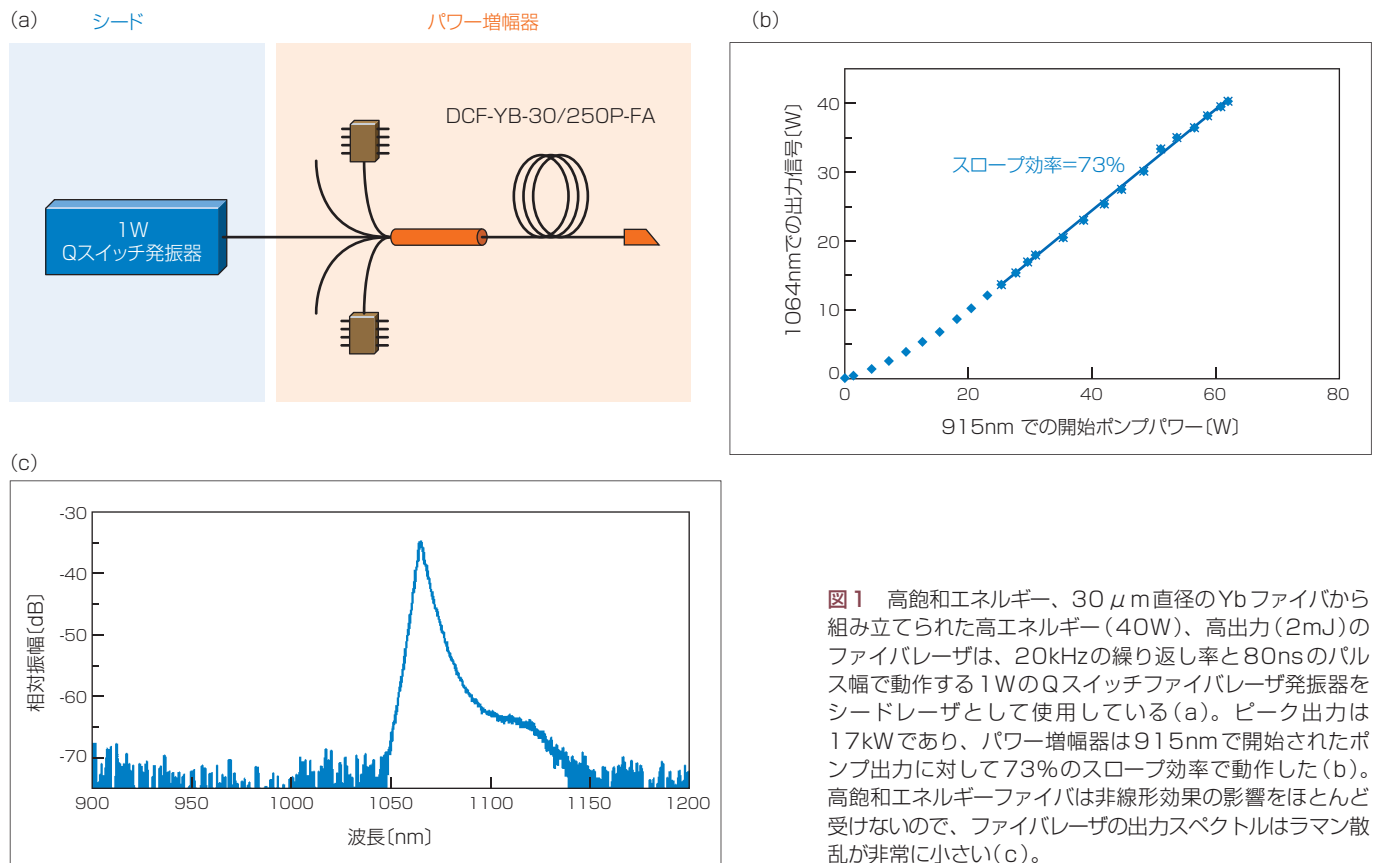 (a)
シード
パワー増幅器
DCF-YB-30/250P-FA
1W
Qスイッチ発振器
(b)
1064nmでの出力信号〔W〕
40
30
20
10
0
スロープ効率=73%
0 20 40 60 80
915nm での開始ポンプパワー〔W〕
(c)
相対振幅〔dB〕
-30
-40
-50
-60
-70
900 950 1000 1050 1100 1150 1200
波長〔nm〕
図1 高飽和エネルギー、30μm直径のYbファイバから
組み立てられた高エネルギー(40W)、高出力(2mJ)の
ファイバレーザは、20kHzの繰り返し率と80nsのパル
ス幅で動作する1WのQスイッチファイバレーザ発振器を
シードレーザとして使用している(a)。ピーク出力は
17kWであり、パワー増幅器は915nmで開始されたポ
ンプ出力に対して73%のスロープ効率で動作した(b)。
高飽和エネルギーファイバは非線形効果の影響をほとんど
受けないので、ファイバレーザの出力スペクトルはラマン散
乱が非常に小さい(c)。